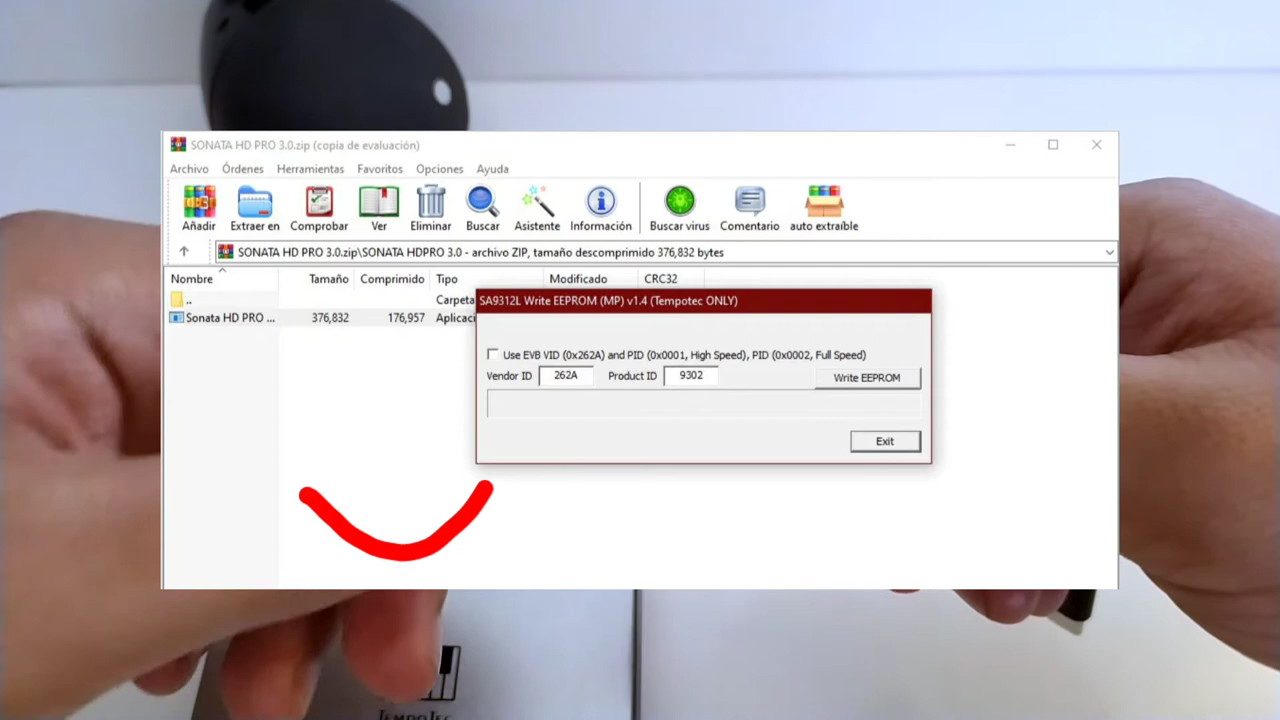 SONATA HD PRO 3.0.zip (copia de evaluación)
Archivo Órdenes Herramientas Favoritos Opciones Ayuda
Añadir Extraer en Comprobar Ver Eliminar Buscar Asistente Información Buscar virus Comentario auto extraíble
SONATA HD PRO 3.0.zip\SONATA HDPRO 3.0 - archivo ZIP, tamaño descomprimido 376,832 bytes
Nombre Tamaño Comprimido Tipo Modificado CRC32
.. Carpeta
Sonata HD PRO ... 376,832 176,957 Aplicaci
SA9312L Write EEPROM (MP) v1.4 (Tempotec ONLY)
Use EVB VID (0x262A) and PID (0x0001, High Speed), PID (0x0002, Full Speed)
Vendor ID 262A Product ID 9302 Write EEPROM
Exit
TEMPOTEC